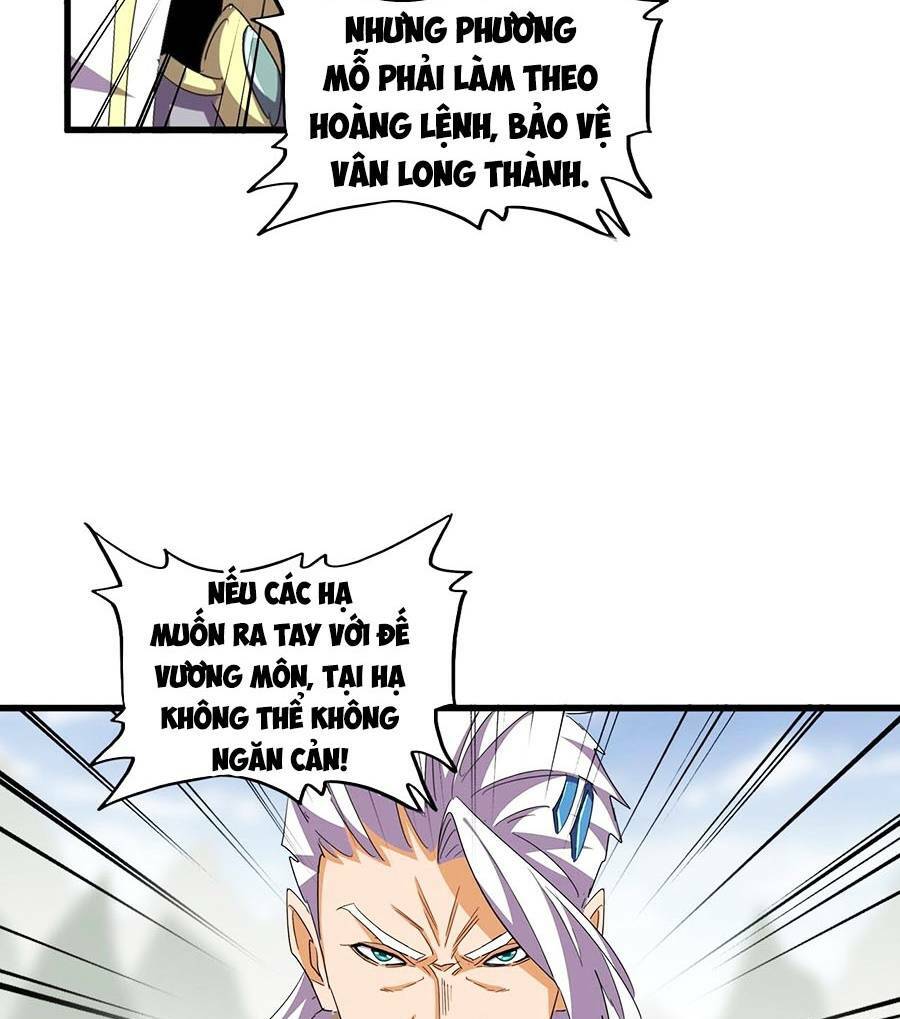 NHƯNG PHƯƠNG
MỖ PHẢI LÀM THEO
HOÀNG LỆNH, BẢO VỆ
VÂN LONG THÀNH.
NẾU CÁC HẠ
MUỐN RA TAY VỚI ĐẾ
VƯƠNG MÔN, TẠI HẠ
KHÔNG THỂ KHÔNG
NGĂN CẢN!